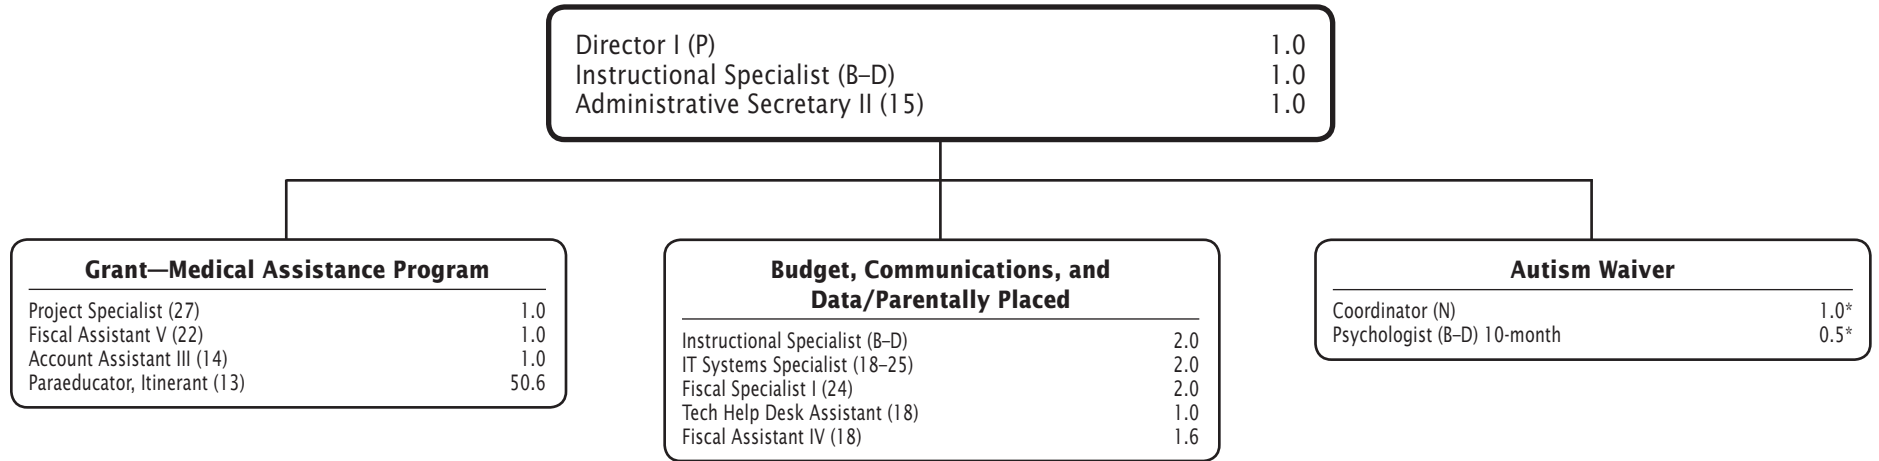 Director I (P) 1.0
Instructional Specialist (B–D) 1.0
Administrative Secretary II (15) 1.0
Grant—Medical Assistance Program
Project Specialist (27) 1.0
Fiscal Assistant V (22) 1.0
Account Assistant III (14) 1.0
Paraeducator, Itinerant (13) 50.6
Budget, Communications, and
Data/Parentally Placed
Instructional Specialist (B–D) 2.0
IT Systems Specialist (18–25) 2.0
Fiscal Specialist I (24) 2.0
Tech Help Desk Assistant (18) 1.0
Fiscal Assistant IV (18) 1.6
Autism Waiver
Coordinator (N) 1.0*
Psychologist (B–D) 10-month 0.5*